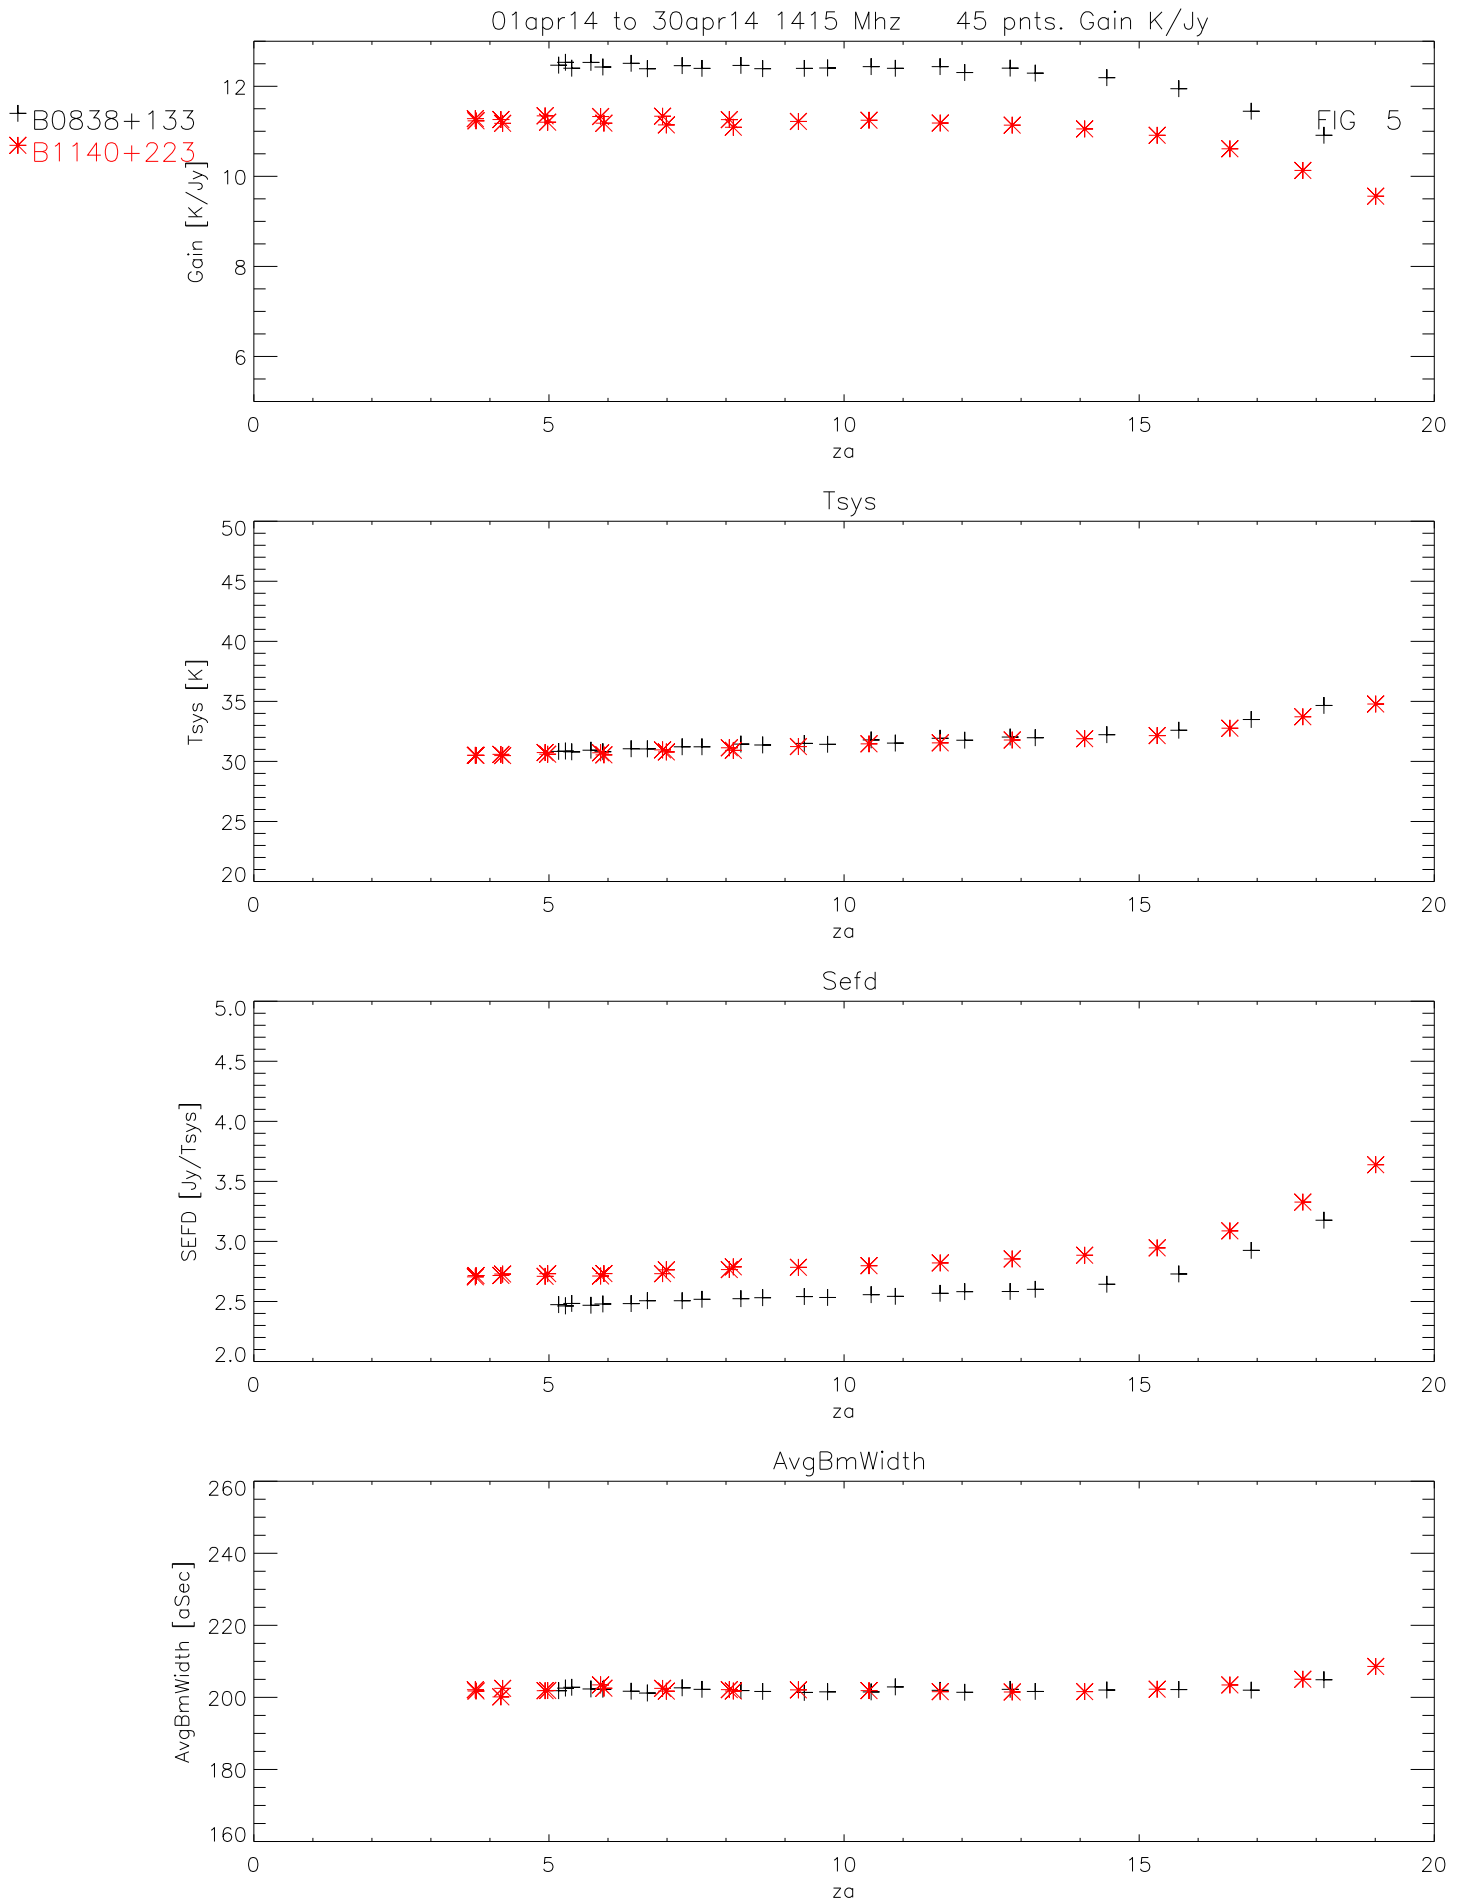 01apr14 to 30apr14 1415 Mhz 45 pnts. Gain K/Jy
+ B0838+133
* B1140+223
FIG 5
Gain [K/Jy]
12
10
8
6
0 5 10 15 20
za
Tsys
Tsys [K]
50
45
40
35
30
25
20
0 5 10 15 20
za
Sefd
SEFD [Jy/Tsys]
5.0
4.5
4.0
3.5
3.0
2.5
2.0
0 5 10 15 20
za
AvgBmWidth
AvgBmWidth [aSec]
260
240
220
200
180
160
0 5 10 15 20
za